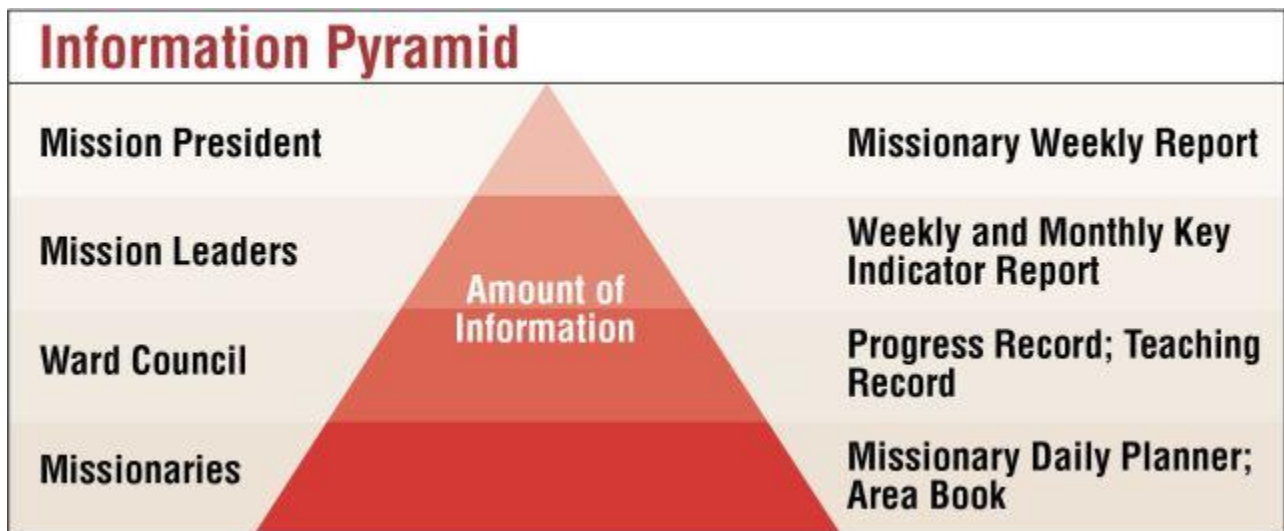 Information Pyramid
Mission President
Missionary Weekly Report
Mission Leaders
Weekly and Monthly Key
Indicator Report
Amount of
Information
Ward Council
Progress Record; Teaching
Record
Missionaries
Missionary Daily Planner;
Area Book